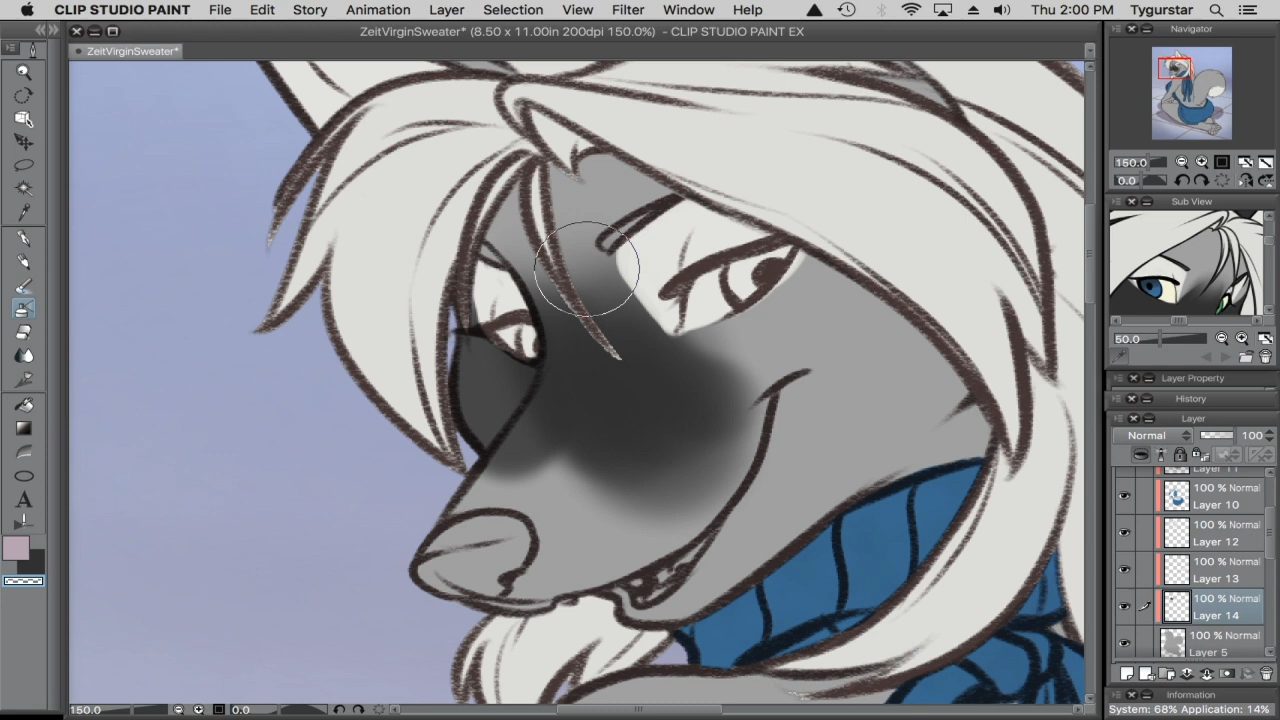 CLIP STUDIO PAINT File Edit Story Animation Layer Selection View Filter Window Help Thu 2:00 PM Tygurstar
ZeitVirginSweater* (8.50 x 11.00in 200dpi 150.0%) - CLIP STUDIO PAINT EX
ZeitVirginSweater*
Navigator
150.0
0.0
Sub View
50.0
Layer Property
History
Layer
Normal 100
Layer 11
100 % Normal
Layer 10
100 % Normal
Layer 12
100 % Normal
Layer 13
100 % Normal
Layer 14
100 % Normal
Layer 5
Information
System: 68% Application: 14%
150.0 0.0